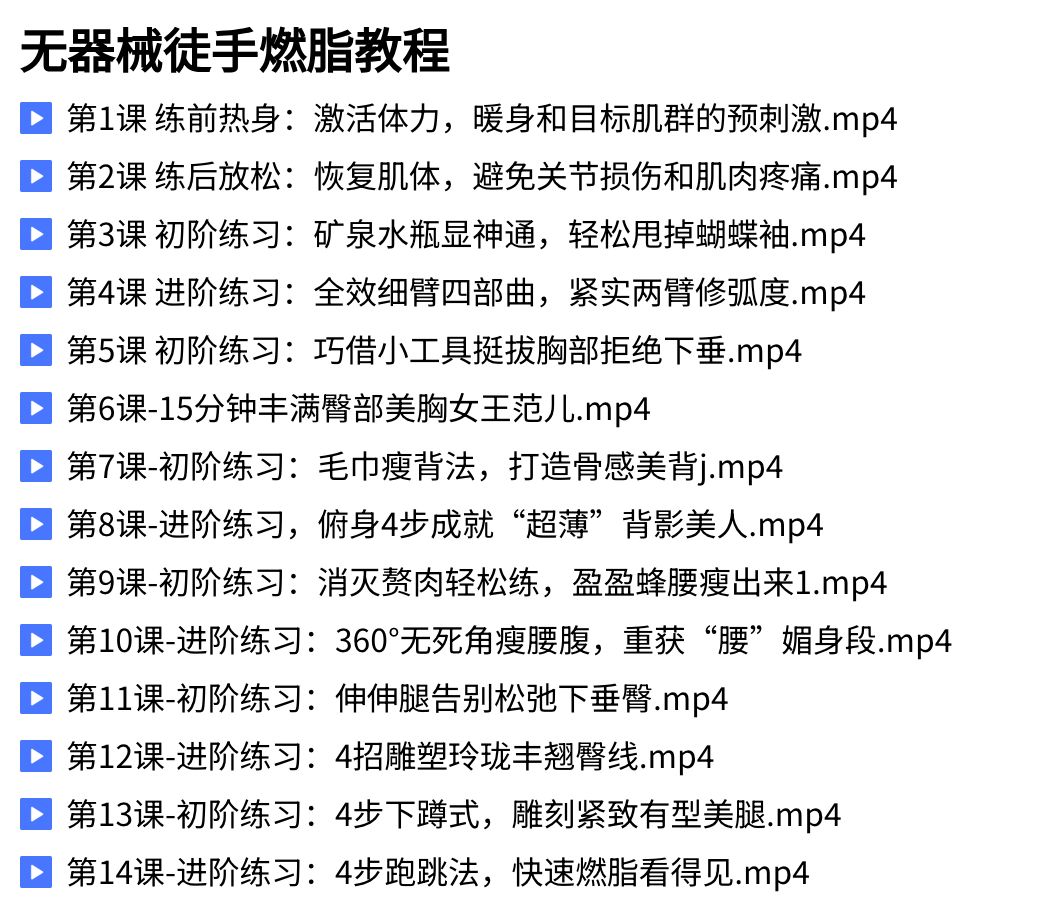 无器械徒手燃脂教程
第1课 练前热身：激活体力，暖身和目标肌群的预刺激.mp4
第2课 练后放松：恢复肌体，避免关节损伤和肌肉疼痛.mp4
第3课 初阶练习：矿泉水瓶显神通，轻松甩掉蝴蝶袖.mp4
第4课 进阶练习：全效细臂四部曲，紧实两臂修弧度.mp4
第5课 初阶练习：巧借小工具挺拔胸部拒绝下垂.mp4
第6课-15分钟丰满臀部美胸女王范儿.mp4
第7课-初阶练习：毛巾瘦背法，打造骨感美背j.mp4
第8课-进阶练习，俯身4步成就“超薄”背影美人.mp4
第9课-初阶练习：消灭赘肉轻松练，盈盈蜂腰瘦出来1.mp4
第10课-进阶练习：360°无死角瘦腰腹，重获“腰”媚身段.mp4
第11课-初阶练习：伸伸腿告别松弛下垂臀.mp4
第12课-进阶练习：4招雕塑玲珑丰翘臀线.mp4
第13课-初阶练习：4步下蹲式，雕刻紧致有型美腿.mp4
第14课-进阶练习：4步跑跳法，快速燃脂看得见.mp4